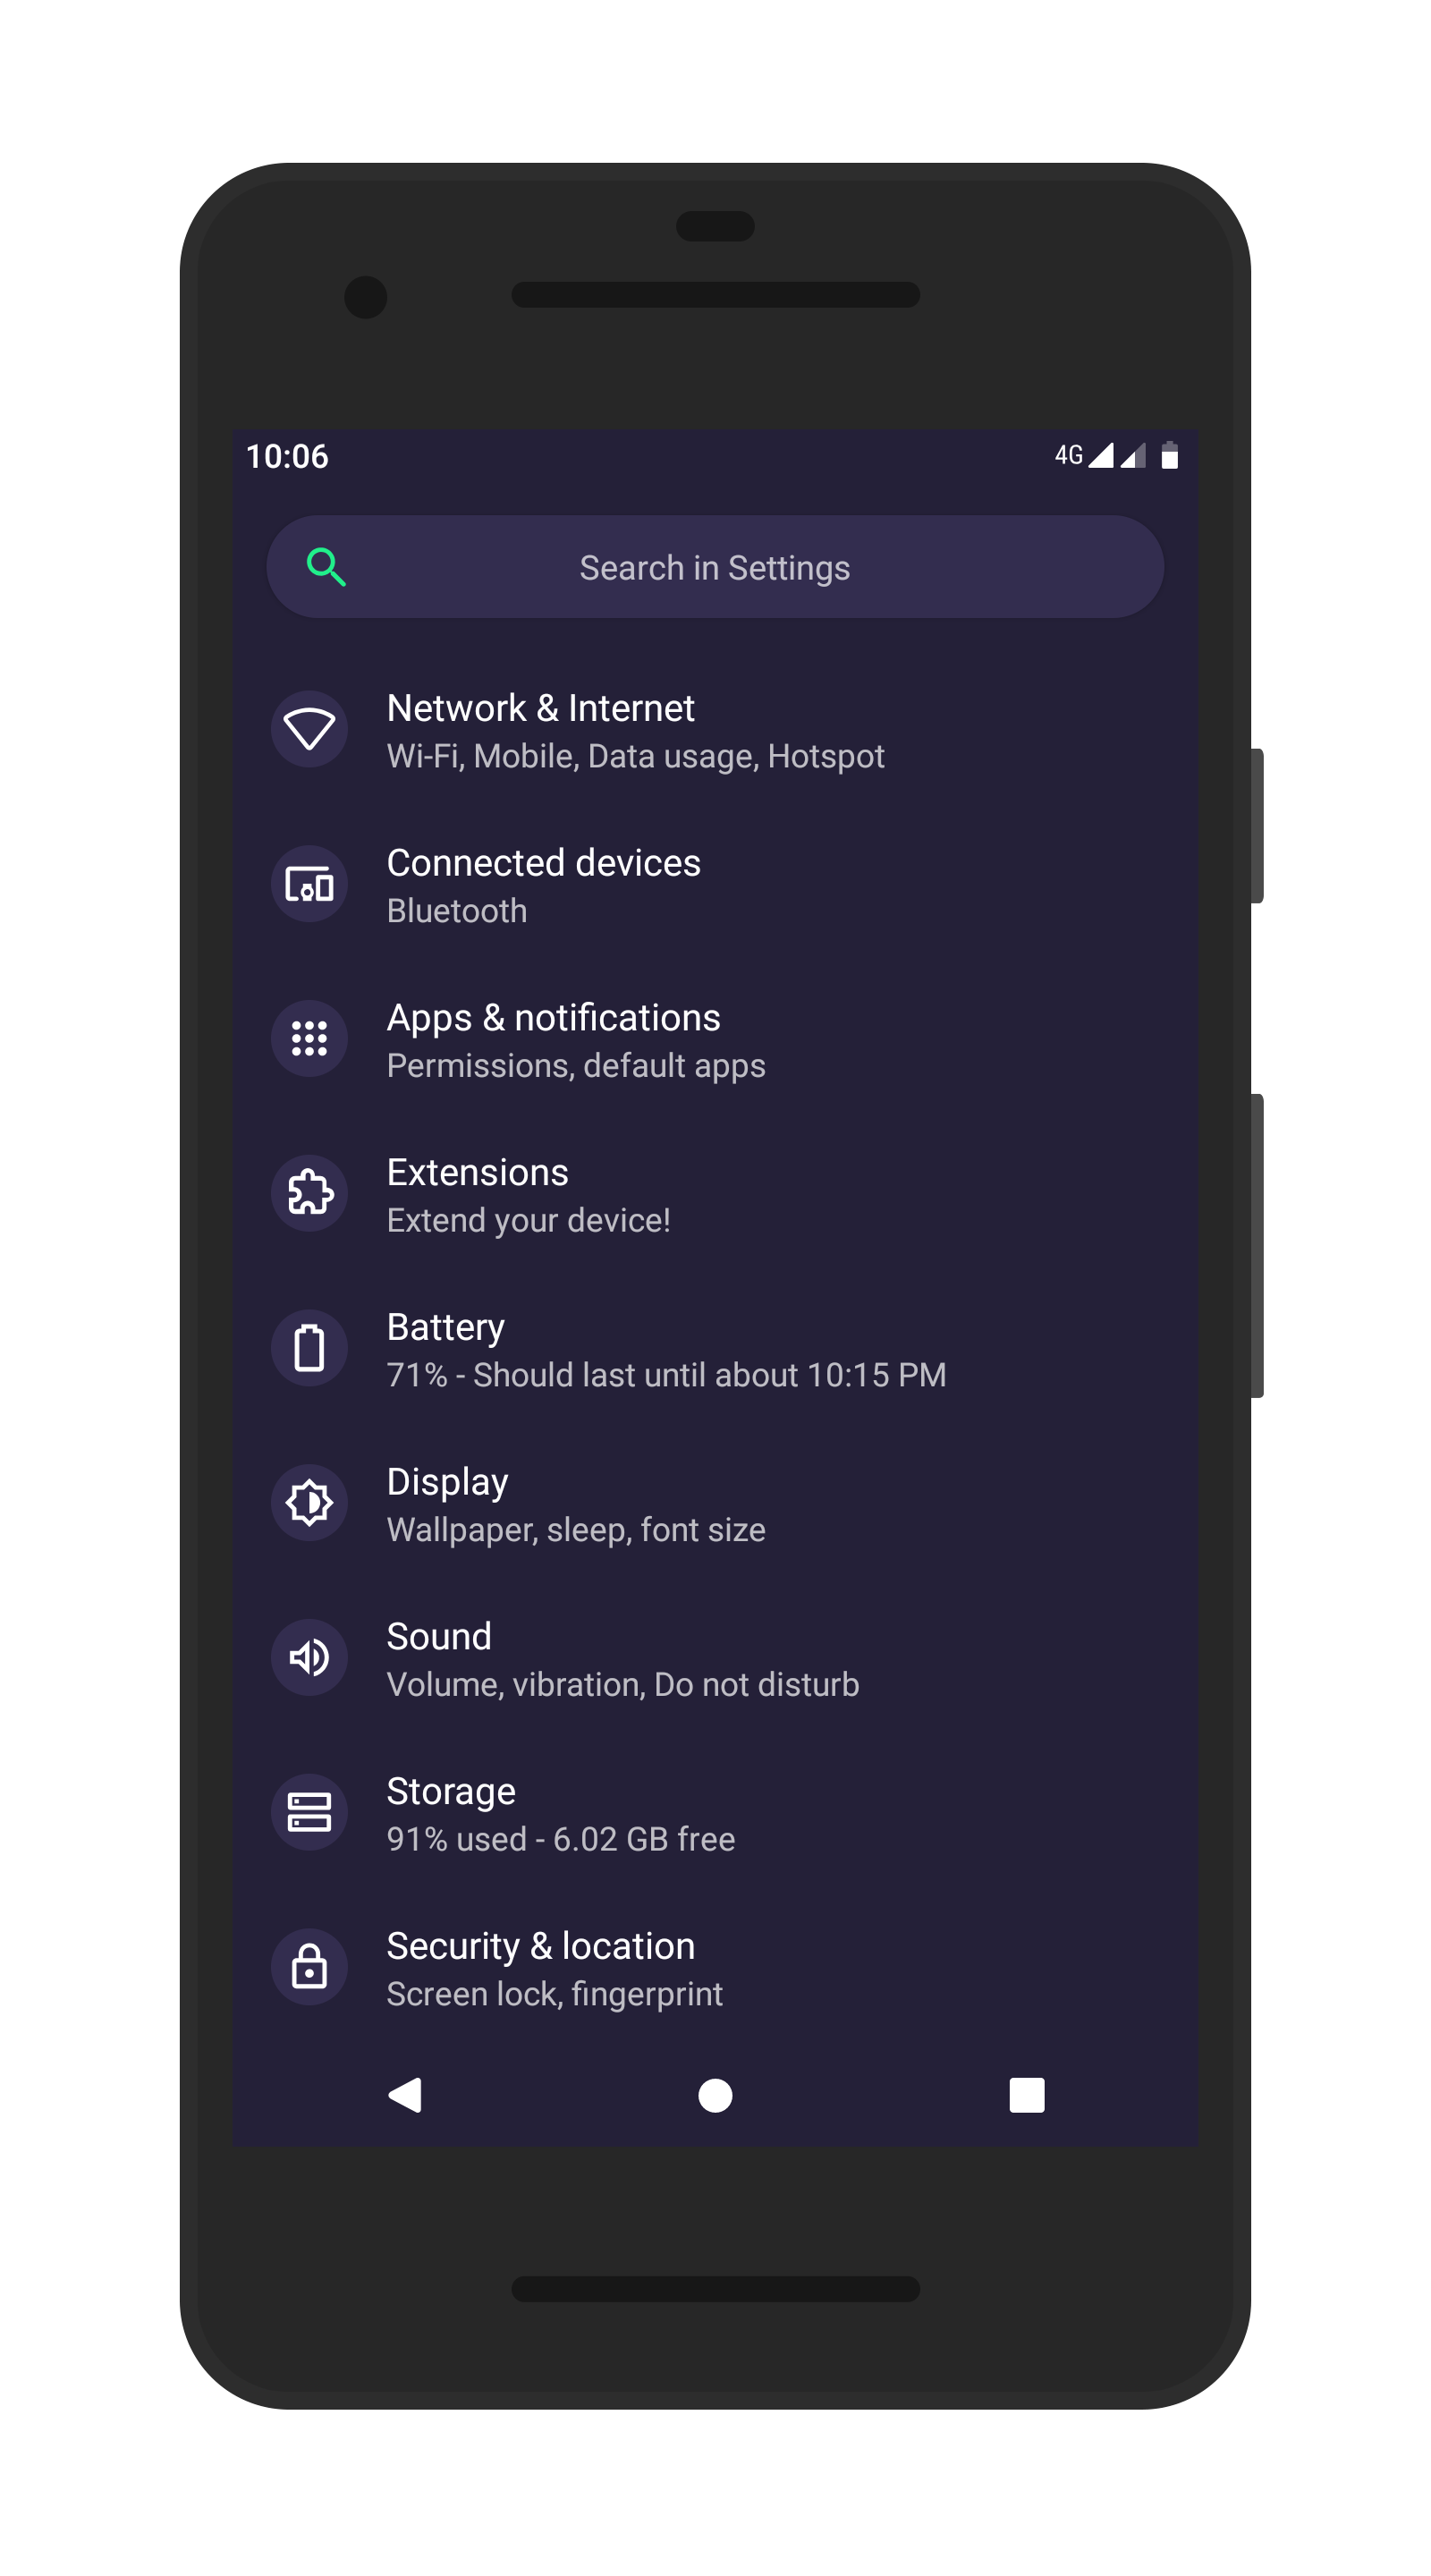 10:06
4G
Search in Settings
Network & Internet
Wi-Fi, Mobile, Data usage, Hotspot
Connected devices
Bluetooth
Apps & notifications
Permissions, default apps
Extensions
Extend your device!
Battery
71% - Should last until about 10:15 PM
Display
Wallpaper, sleep, font size
Sound
Volume, vibration, Do not disturb
Storage
91% used - 6.02 GB free
Security & location
Screen lock, fingerprint